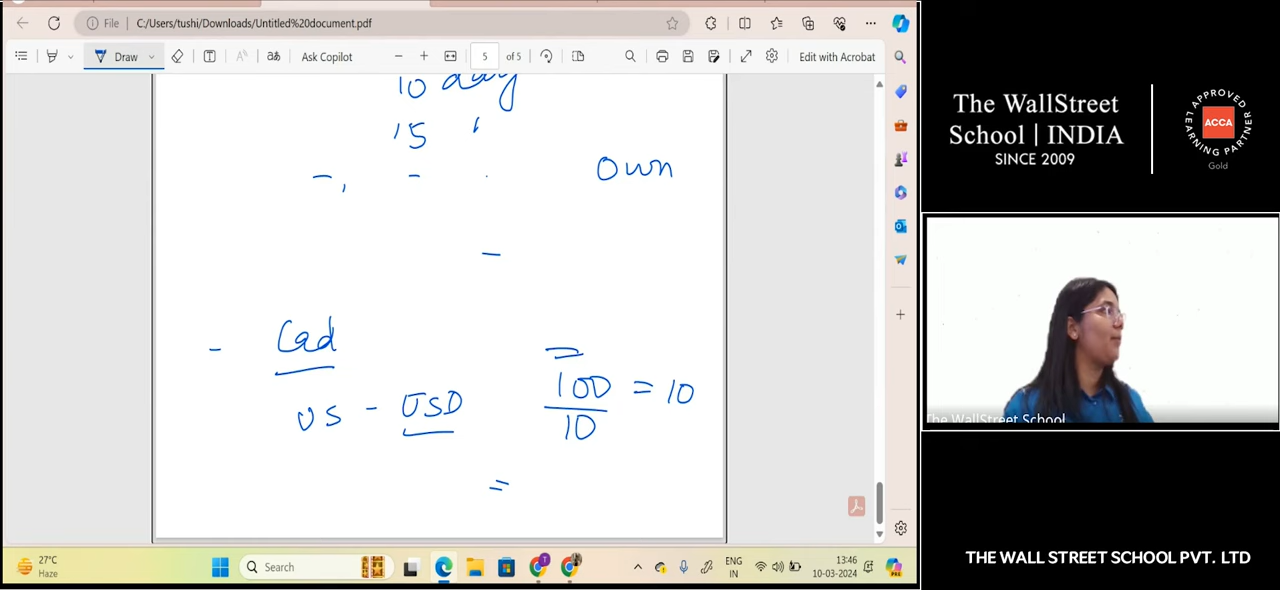 File C:/Users/tushi/Downloads/Untitled%20document.pdf
Draw Ask Copilot 5 of 5 Edit with Acrobat
10 day
15 "
own
Cad
US - USD
100 = 10
10
=
The WallStreet
School | INDIA
SINCE 2009
APPROVED
LEARNING PARTNER
ACCA
Gold
The WallStreet School
THE WALL STREET SCHOOL PVT. LTD
27°C
Haze
Search
ENG
IN
13:46
10-03-2024